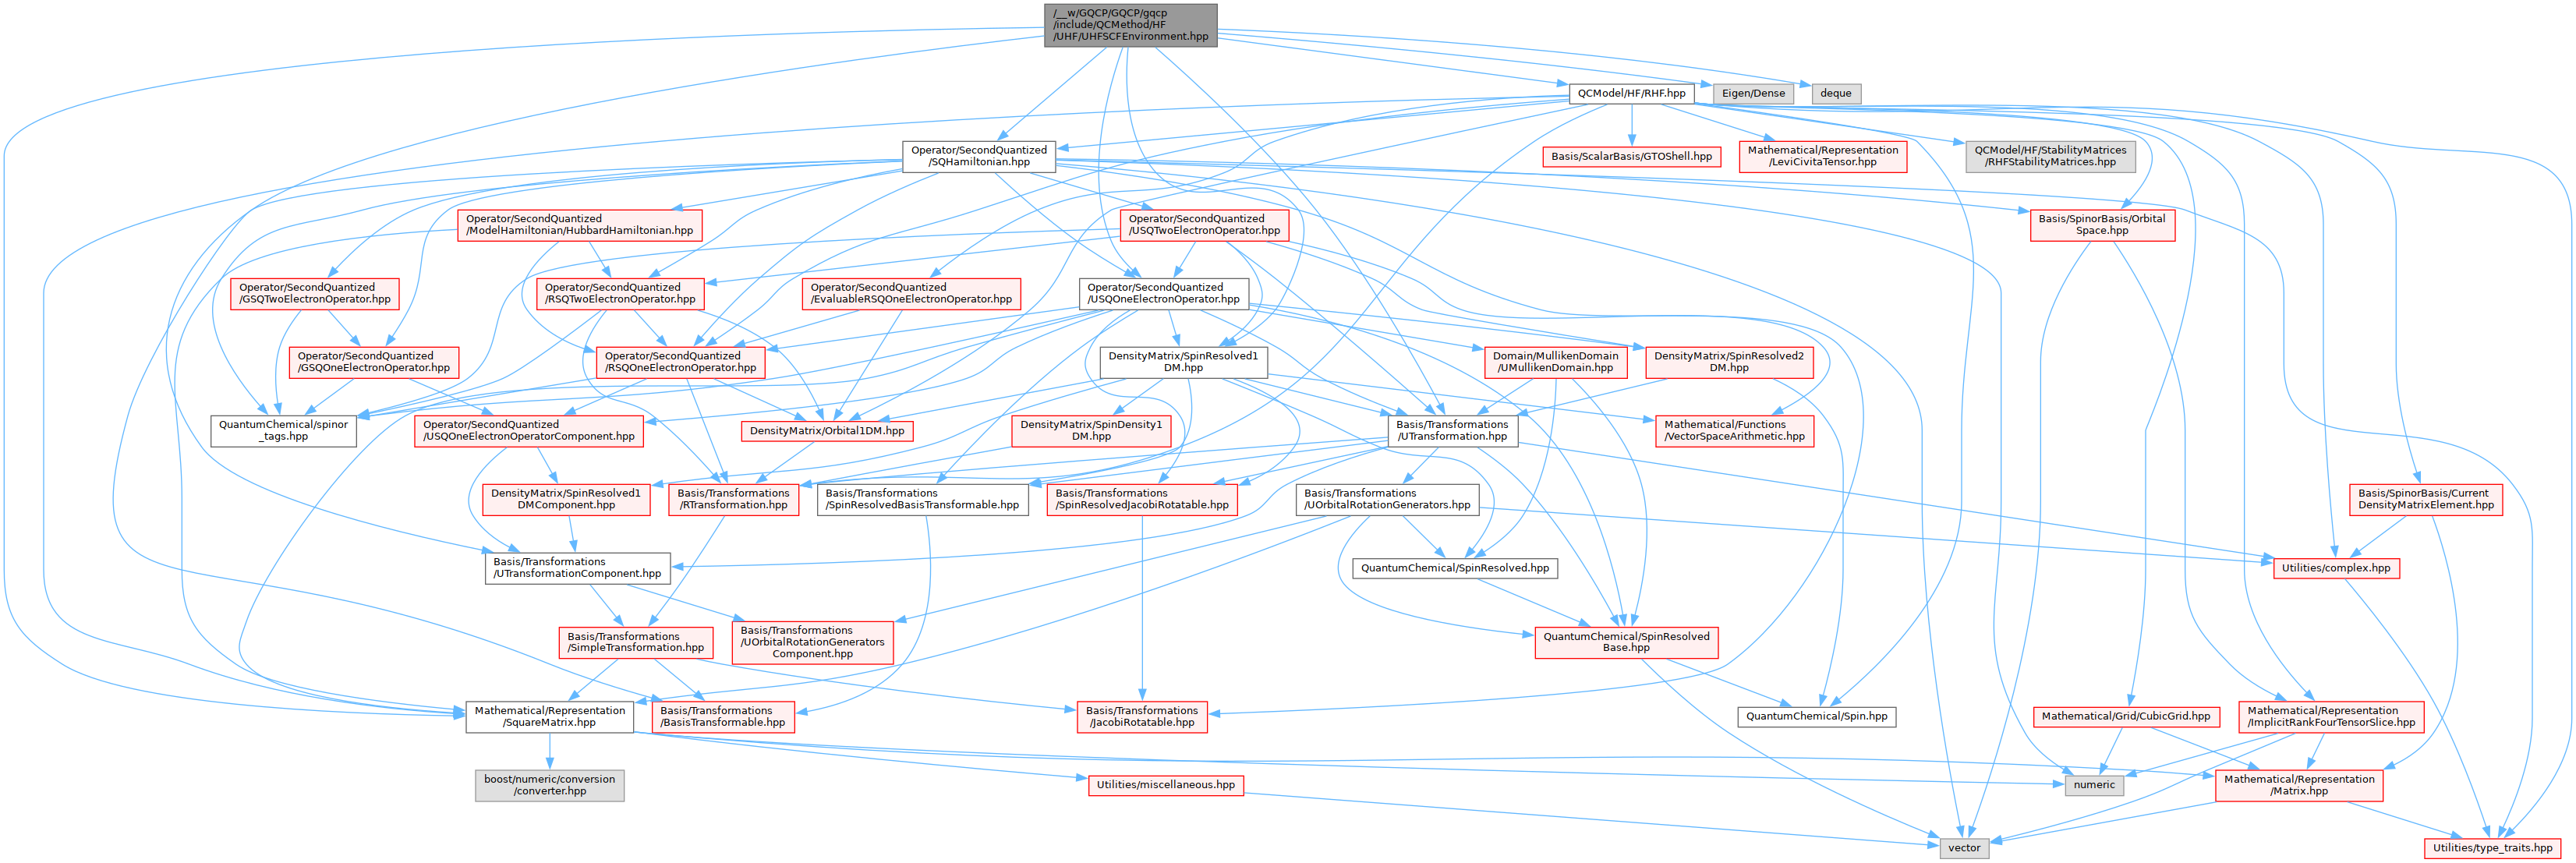 /__w/GQCP/GQCP/gqcp
/include/QCMethod/HF
/UHF/UHFSCFEnvironment.hpp
QCModel/HF/RHF.hpp
Eigen/Dense
deque
Operator/SecondQuantized
/SQHamiltonian.hpp
Basis/ScalarBasis/GTOShell.hpp
Mathematical/Representation
/LeviCivitaTensor.hpp
QCModel/HF/StabilityMatrices
/RHFStabilityMatrices.hpp
Operator/SecondQuantized
/ModelHamiltonian/HubbardHamiltonian.hpp
Operator/SecondQuantized
/USQTwoElectronOperator.hpp
Basis/SpinorBasis/Orbital
Space.hpp
Operator/SecondQuantized
/GSQTwoElectronOperator.hpp
Operator/SecondQuantized
/RSQTwoElectronOperator.hpp
Operator/SecondQuantized
/EvaluableRSQOneElectronOperator.hpp
Operator/SecondQuantized
/USQOneElectronOperator.hpp
Operator/SecondQuantized
/GSQOneElectronOperator.hpp
Operator/SecondQuantized
/RSQOneElectronOperator.hpp
DensityMatrix/SpinResolved1
DM.hpp
Domain/MullikenDomain
/UMullikenDomain.hpp
DensityMatrix/SpinResolved2
DM.hpp
QuantumChemical/spinor
_tags.hpp
Operator/SecondQuantized
/USQOneElectronOperatorComponent.hpp
DensityMatrix/Orbital1DM.hpp
DensityMatrix/SpinDensity1
DM.hpp
Basis/Transformations
/UTransformation.hpp
Mathematical/Functions
/VectorSpaceArithmetic.hpp
DensityMatrix/SpinResolved1
DMComponent.hpp
Basis/Transformations
/RTransformation.hpp
Basis/Transformations
/SpinResolvedBasisTransformable.hpp
Basis/Transformations
/SpinResolvedJacobiRotatable.hpp
Basis/Transformations
/UOrbitalRotationGenerators.hpp
Basis/SpinorBasis/Current
DensityMatrixElement.hpp
Basis/Transformations
/UTransformationComponent.hpp
QuantumChemical/SpinResolved.hpp
Utilities/complex.hpp
Basis/Transformations
/SimpleTransformation.hpp
Basis/Transformations
/UOrbitalRotationGenerators
Component.hpp
QuantumChemical/SpinResolved
Base.hpp
Mathematical/Representation
/SquareMatrix.hpp
Basis/Transformations
/BasisTransformable.hpp
Basis/Transformations
/JacobiRotatable.hpp
QuantumChemical/Spin.hpp
Mathematical/Grid/CubicGrid.hpp
Mathematical/Representation
/ImplicitRankFourTensorSlice.hpp
boost/numeric/conversion
/converter.hpp
Utilities/miscellaneous.hpp
numeric
Mathematical/Representation
/Matrix.hpp
vector
Utilities/type_traits.hpp